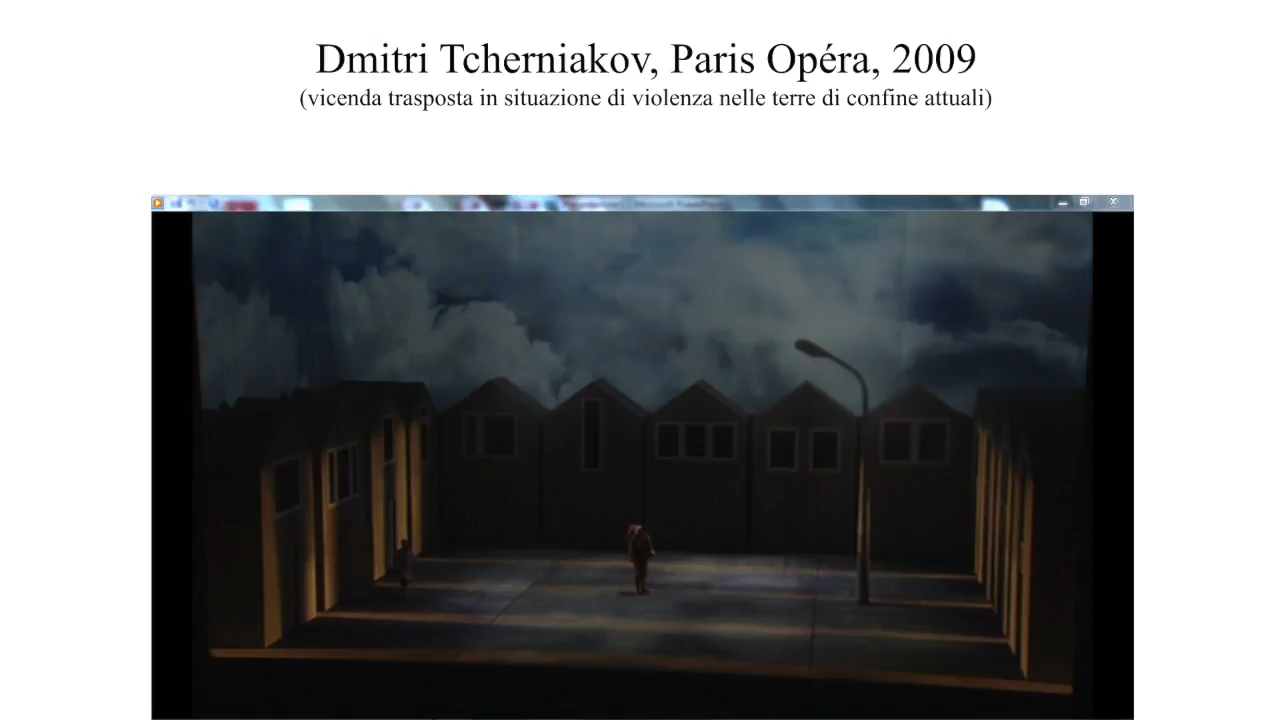 Dmitri Tcherniakov, Paris Opéra, 2009
(vicenda trasposta in situazione di violenza nelle terre di confine attuali)